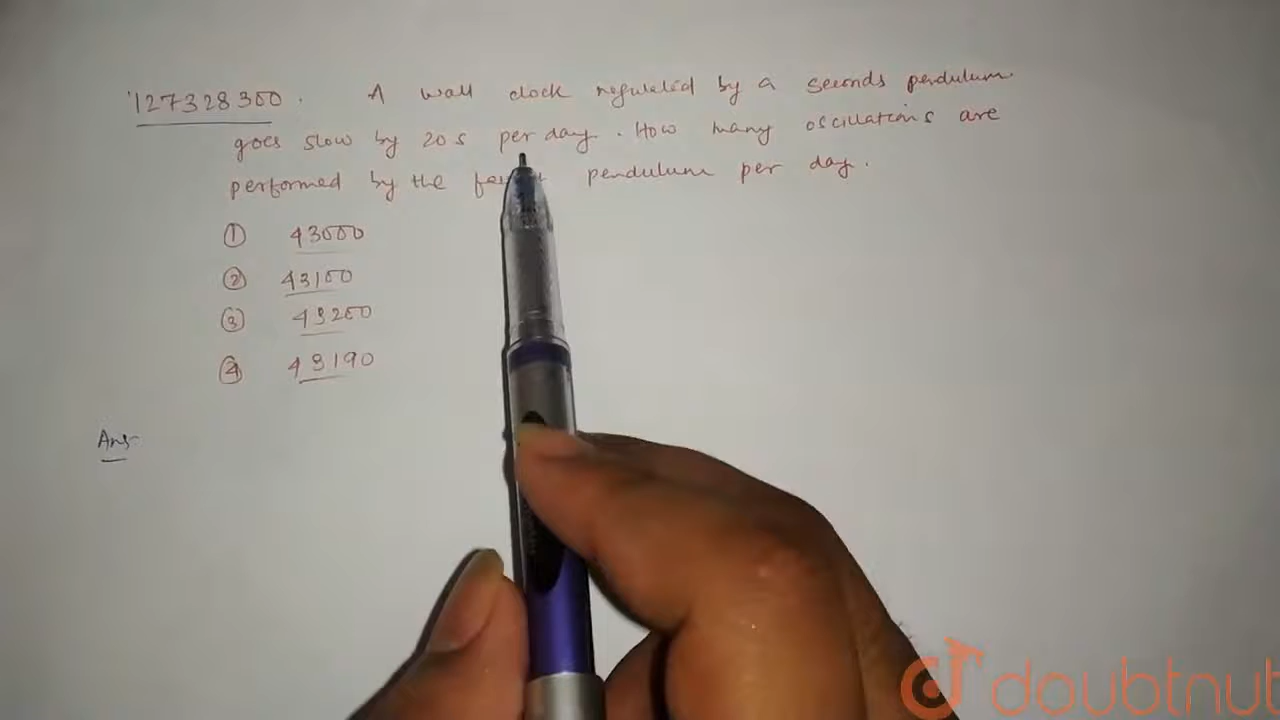 127328300. A wall clock regulated by a seconds pendulum
goes slow by 20 s per day. How many oscillations are
performed by the pendulum per day.
① 43000
② 43100
③ 43200
④ 43190
Ans-
doubtnut